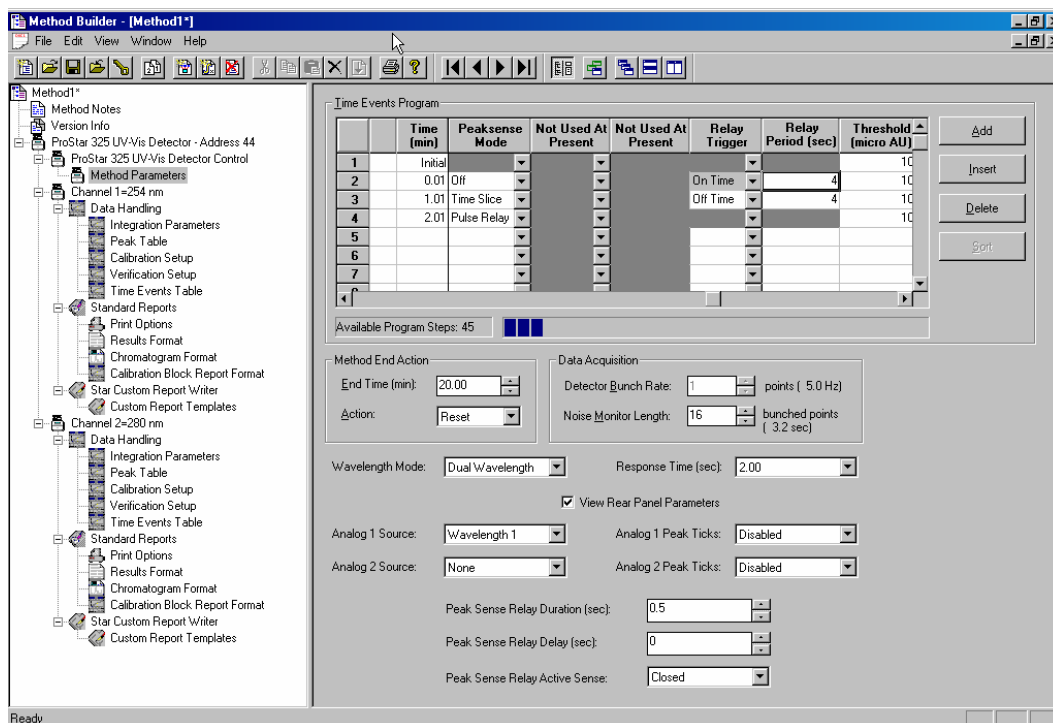 Method Builder - [Method1*]
File Edit View Window Help
Method1*
Method Notes
Version Info
ProStar 325 UV-Vis Detector - Address 44
ProStar 325 UV-Vis Detector Control
Method Parameters
Channel 1=254 nm
Data Handling
Integration Parameters
Peak Table
Calibration Setup
Verification Setup
Time Events Table
Standard Reports
Print Options
Results Format
Chromatogram Format
Calibration Block Report Format
Star Custom Report Writer
Custom Report Templates
Channel 2=280 nm
Data Handling
Integration Parameters
Peak Table
Calibration Setup
Verification Setup
Time Events Table
Standard Reports
Print Options
Results Format
Chromatogram Format
Calibration Block Report Format
Star Custom Report Writer
Custom Report Templates
Time Events Program
Time (min) Peaksense Mode Not Used At Present Not Used At Present Relay Trigger Relay Period (sec) Threshold (micro AU)
1 Initial 10
2 0.01 Off On Time 4 10
3 1.01 Time Slice Off Time 4 10
4 2.01 Pulse Relay 10
5
6
7
Add
Insert
Delete
Sort
Available Program Steps: 45
Method End Action
End Time (min): 20.00
Action: Reset
Data Acquisition
Detector Bunch Rate: 1 points ( 5.0 Hz)
Noise Monitor Length: 16 bunched points ( 3.2 sec)
Wavelength Mode: Dual Wavelength Response Time (sec): 2.00
View Rear Panel Parameters
Analog 1 Source: Wavelength 1 Analog 1 Peak Ticks: Disabled
Analog 2 Source: None Analog 2 Peak Ticks: Disabled
Peak Sense Relay Duration (sec): 0.5
Peak Sense Relay Delay (sec): 0
Peak Sense Relay Active Sense: Closed
Ready